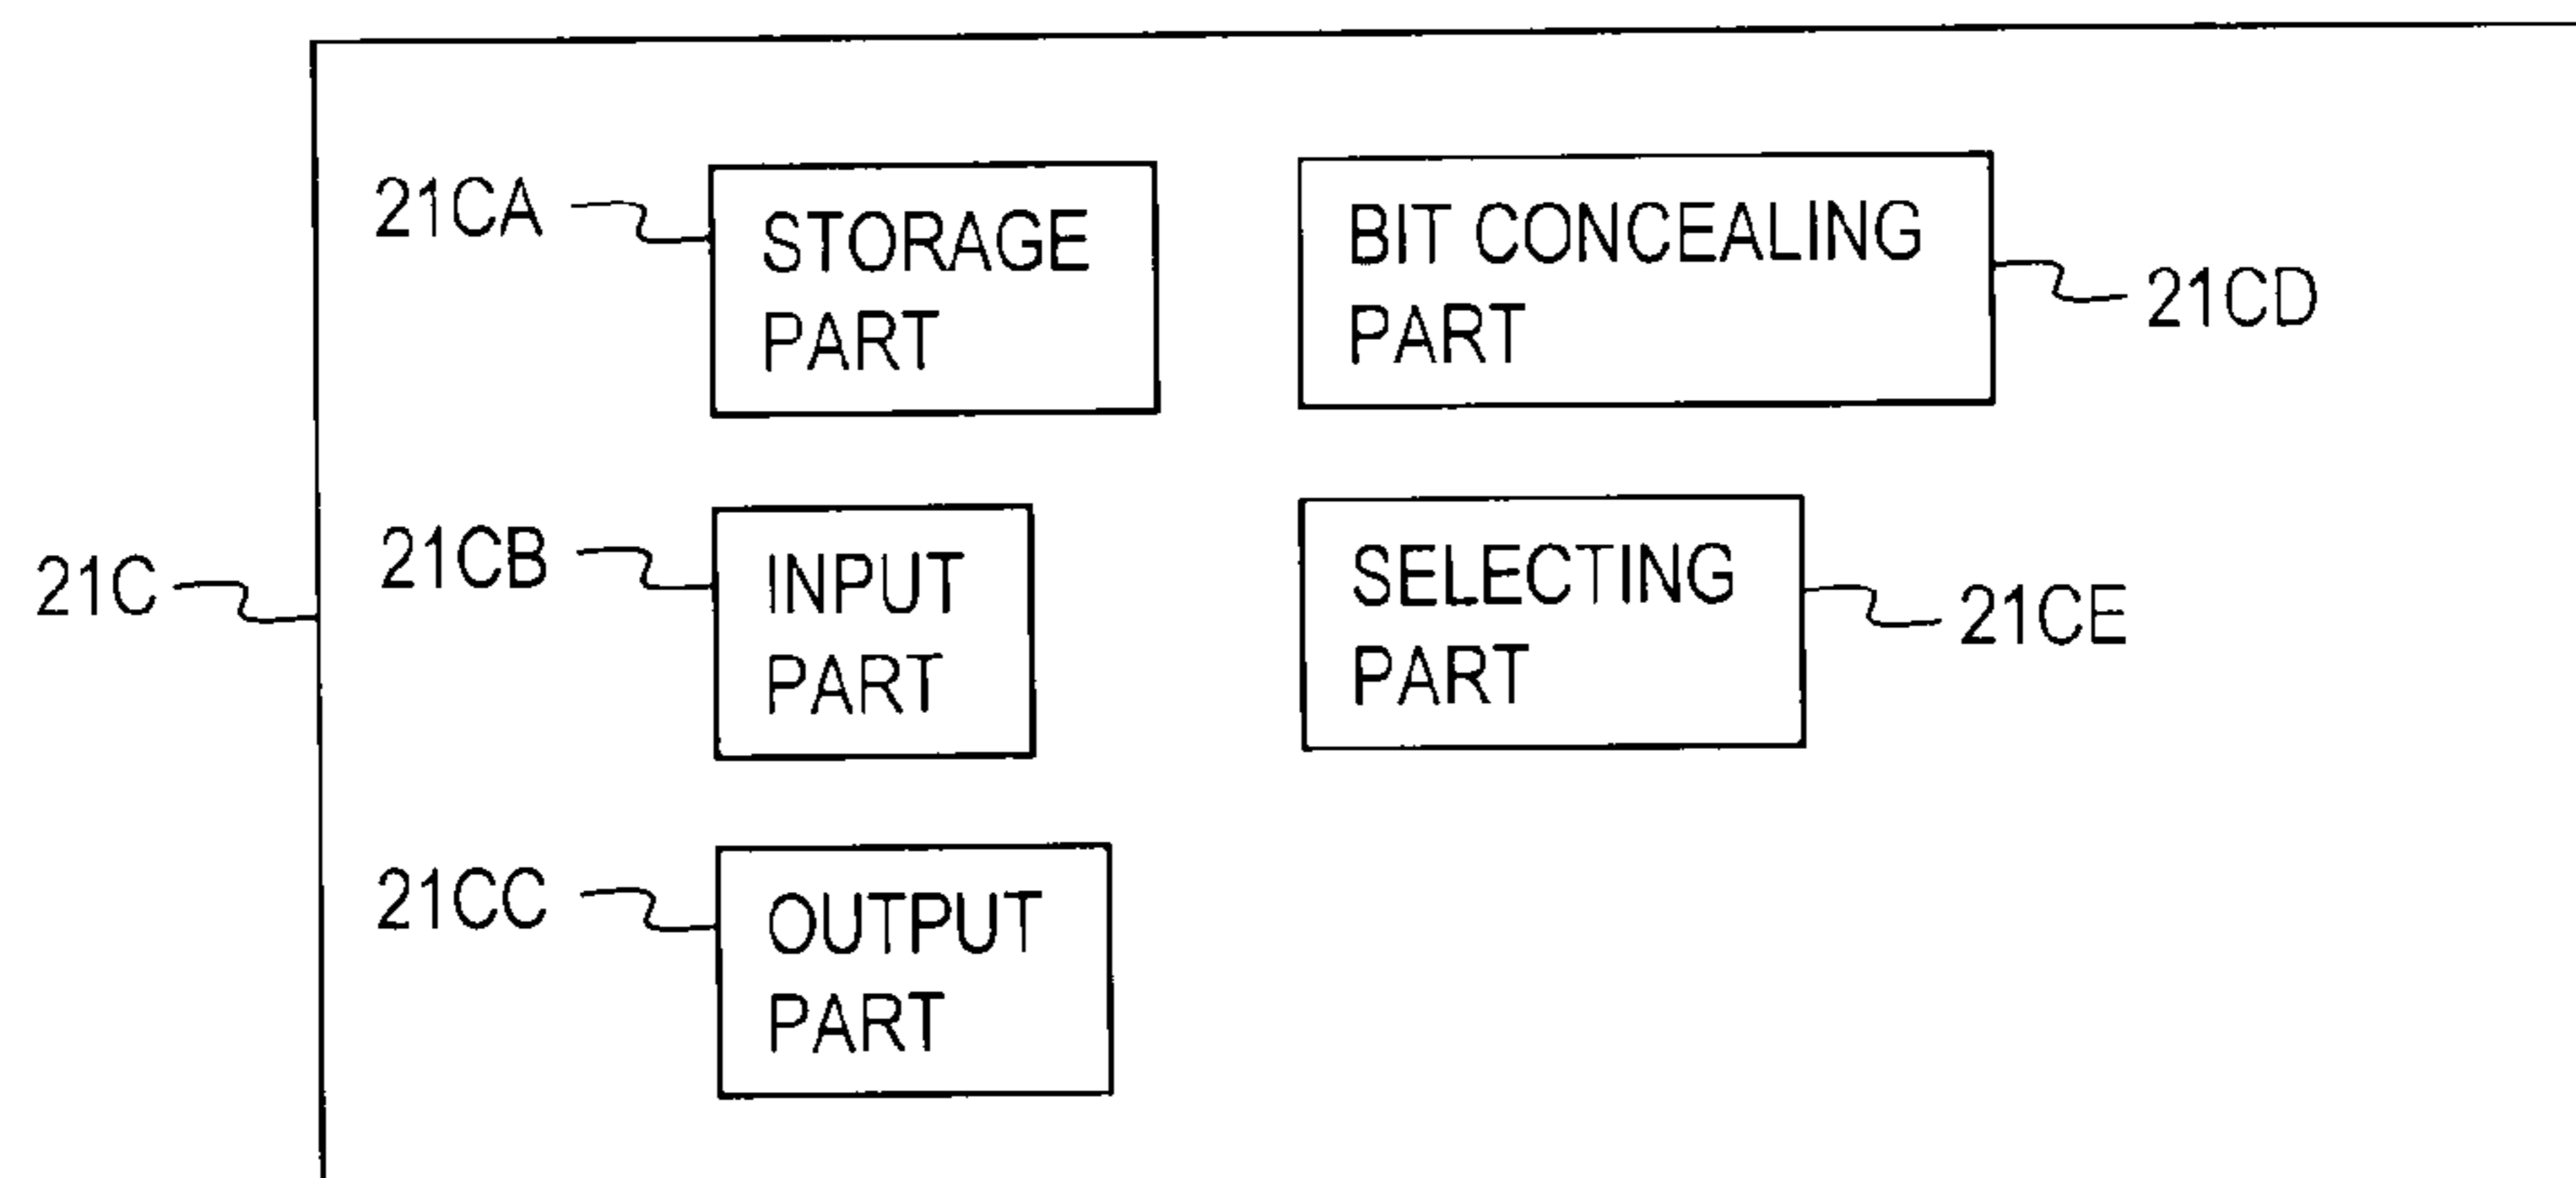 21CA
STORAGE
PART
BIT CONCEALING
PART
21CD
21C
21CB
INPUT
PART
SELECTING
PART
21CE
21CC
OUTPUT
PART